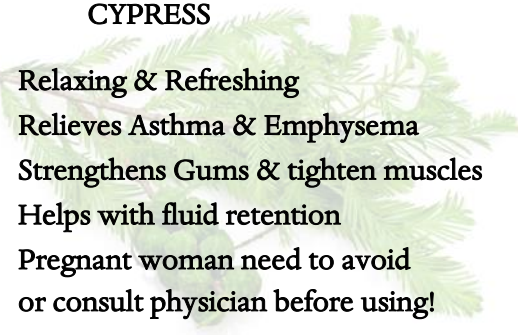 CYPRESS
Relaxing & Refreshing
Relieves Asthma & Emphysema
Strengthens Gums & tighten muscles
Helps with fluid retention
Pregnant woman need to avoid
or consult physician before using!